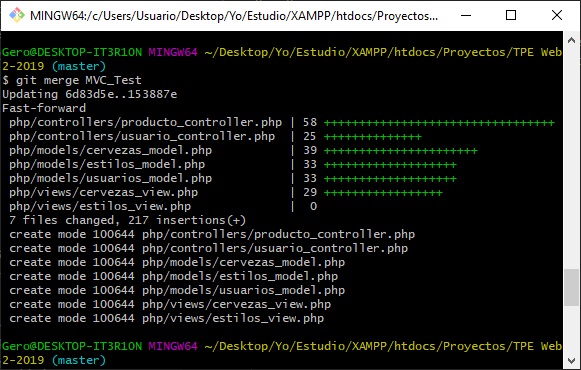 MINGW64:/c/Users/Usuario/Desktop/Yo/Estudio/XAMPP/htdocs/Proyectos/T...
Gero@DESKTOP-IT3R1ON MINGW64 ~/Desktop/Yo/Estudio/XAMPP/htdocs/Proyectos/TPE Web
2-2019 (master)
$ git merge MVC_Test
Updating 6d83d5e..153887e
Fast-forward
 php/controllers/producto_controller.php | 58 ++++++++++++++++++++++++++++++++++
 php/controllers/usuario_controller.php  | 25 +++++++++++++++
 php/models/cervezas_model.php           | 39 +++++++++++++++++++++++
 php/models/estilos_model.php            | 33 ++++++++++++++++++++
 php/models/usuarios_model.php           | 33 ++++++++++++++++++++
 php/views/cervezas_view.php             | 29 ++++++++++++++++++
 php/views/estilos_view.php              |  0
 7 files changed, 217 insertions(+)
 create mode 100644 php/controllers/producto_controller.php
 create mode 100644 php/controllers/usuario_controller.php
 create mode 100644 php/models/cervezas_model.php
 create mode 100644 php/models/estilos_model.php
 create mode 100644 php/models/usuarios_model.php
 create mode 100644 php/views/cervezas_view.php
 create mode 100644 php/views/estilos_view.php
Gero@DESKTOP-IT3R1ON MINGW64 ~/Desktop/Yo/Estudio/XAMPP/htdocs/Proyectos/TPE Web
2-2019 (master)